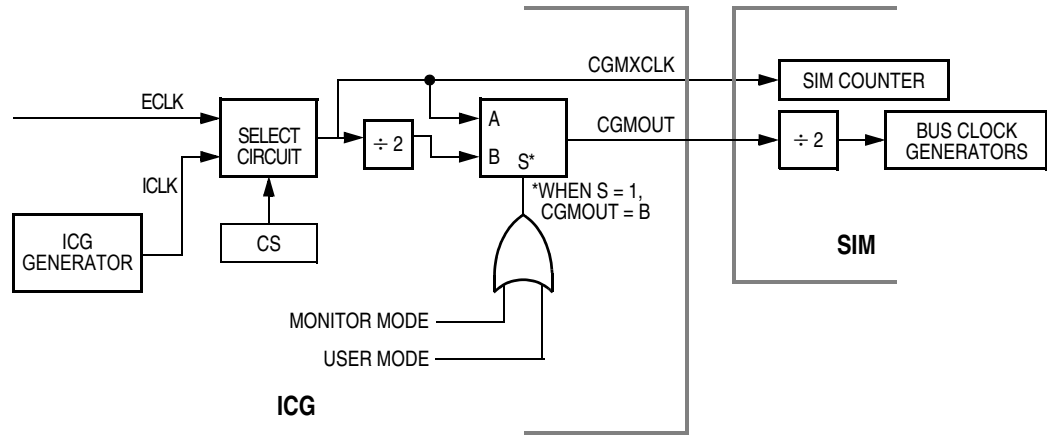 CGMXCLK
SIM COUNTER
ECLK
SELECT
CIRCUIT
÷ 2
A
B
S*
CGMOUT
÷ 2
BUS CLOCK
GENERATORS
ICLK
*WHEN S = 1,
CGMOUT = B
ICG
GENERATOR
CS
SIM
MONITOR MODE
USER MODE
ICG